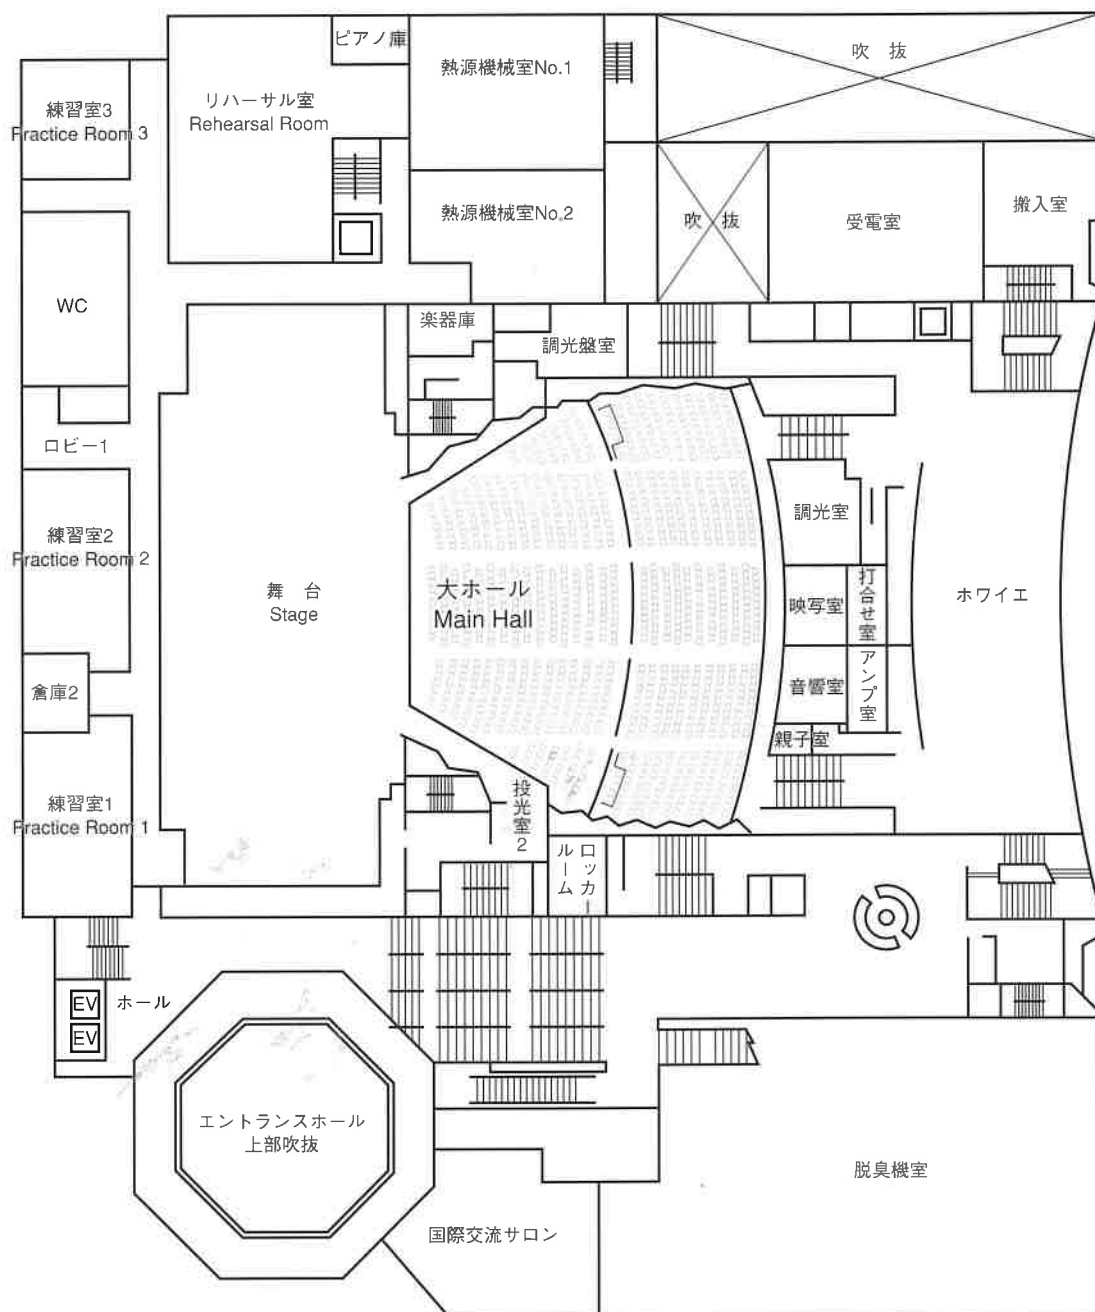 ピアノ庫
熱源機械室No.1
吹 抜
練習室3
Practice Room 3
リハーサル室
Rehearsal Room
熱源機械室No.2
吹 抜
受電室
搬入室
WC
楽器庫
調光盤室
ロビー1
練習室2
Practice Room 2
調光室
舞 台
Stage
大ホール
Main Hall
映写室
打合せ室
ホワイエ
倉庫2
音響室
アンプ室
親子室
練習室1
Practice Room 1
投光室2
ロッカー
ルーム
EV
ホール
EV
エントランスホール
上部吹抜
脱臭機室
国際交流サロン